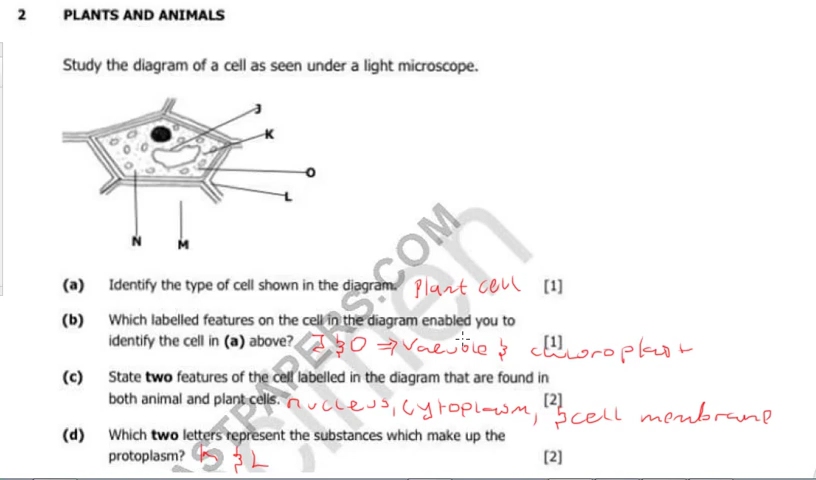 2 PLANTS AND ANIMALS
Study the diagram of a cell as seen under a light microscope.
J
K
O
L
N M
(a) Identify the type of cell shown in the diagram. Plant cell [1]
(b) Which labelled features on the cell in the diagram enabled you to
identify the cell in (a) above? J & O ⇒ Vacuole & chloroplast [1]
(c) State two features of the cell labelled in the diagram that are found in
both animal and plant cells. nucleus, cytoplasm, & cell membrane [2]
(d) Which two letters represent the substances which make up the
protoplasm? & L [2]
ASTPAPERS.COM